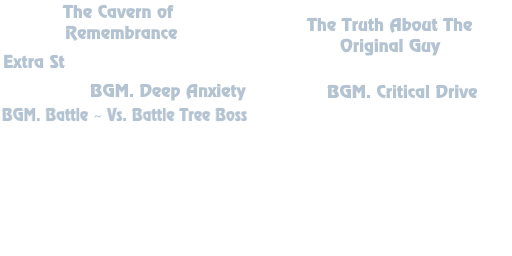 The Cavern of
Remembrance
The Truth About The
Original Guy
Extra St
BGM. Deep Anxiety
BGM. Critical Drive
BGM. Battle ~ Vs. Battle Tree Boss